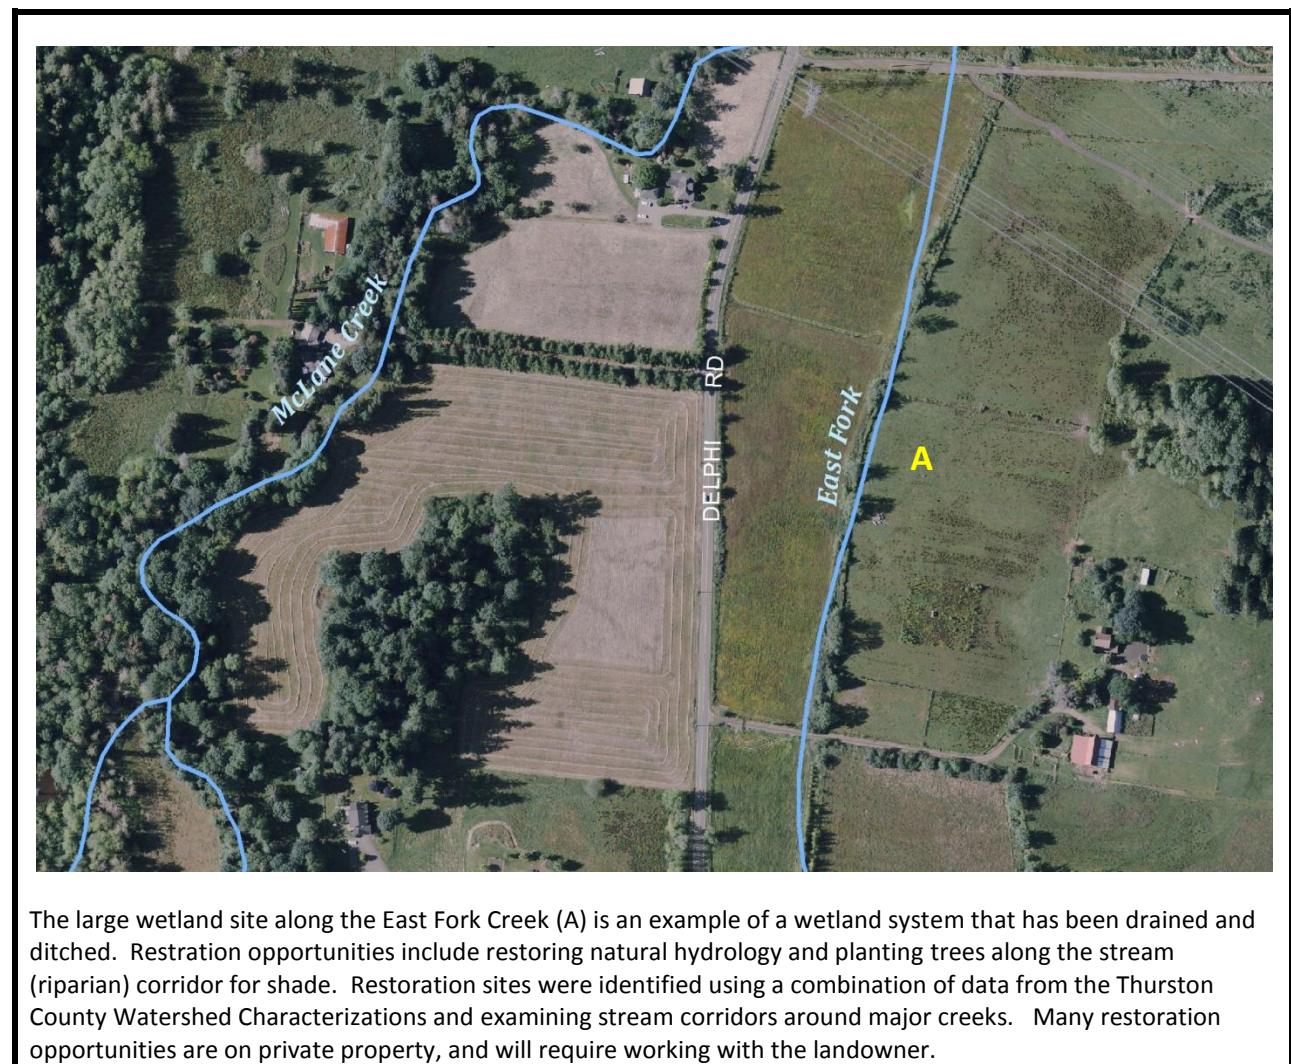 McLane Creek
DELPHI RD
East Fork
A
The large wetland site along the East Fork Creek (A) is an example of a wetland system that has been drained and
ditched.  Restration opportunities include restoring natural hydrology and planting trees along the stream
(riparian) corridor for shade.  Restoration sites were identified using a combination of data from the Thurston
County Watershed Characterizations and examining stream corridors around major creeks.   Many restoration
opportunities are on private property, and will require working with the landowner.